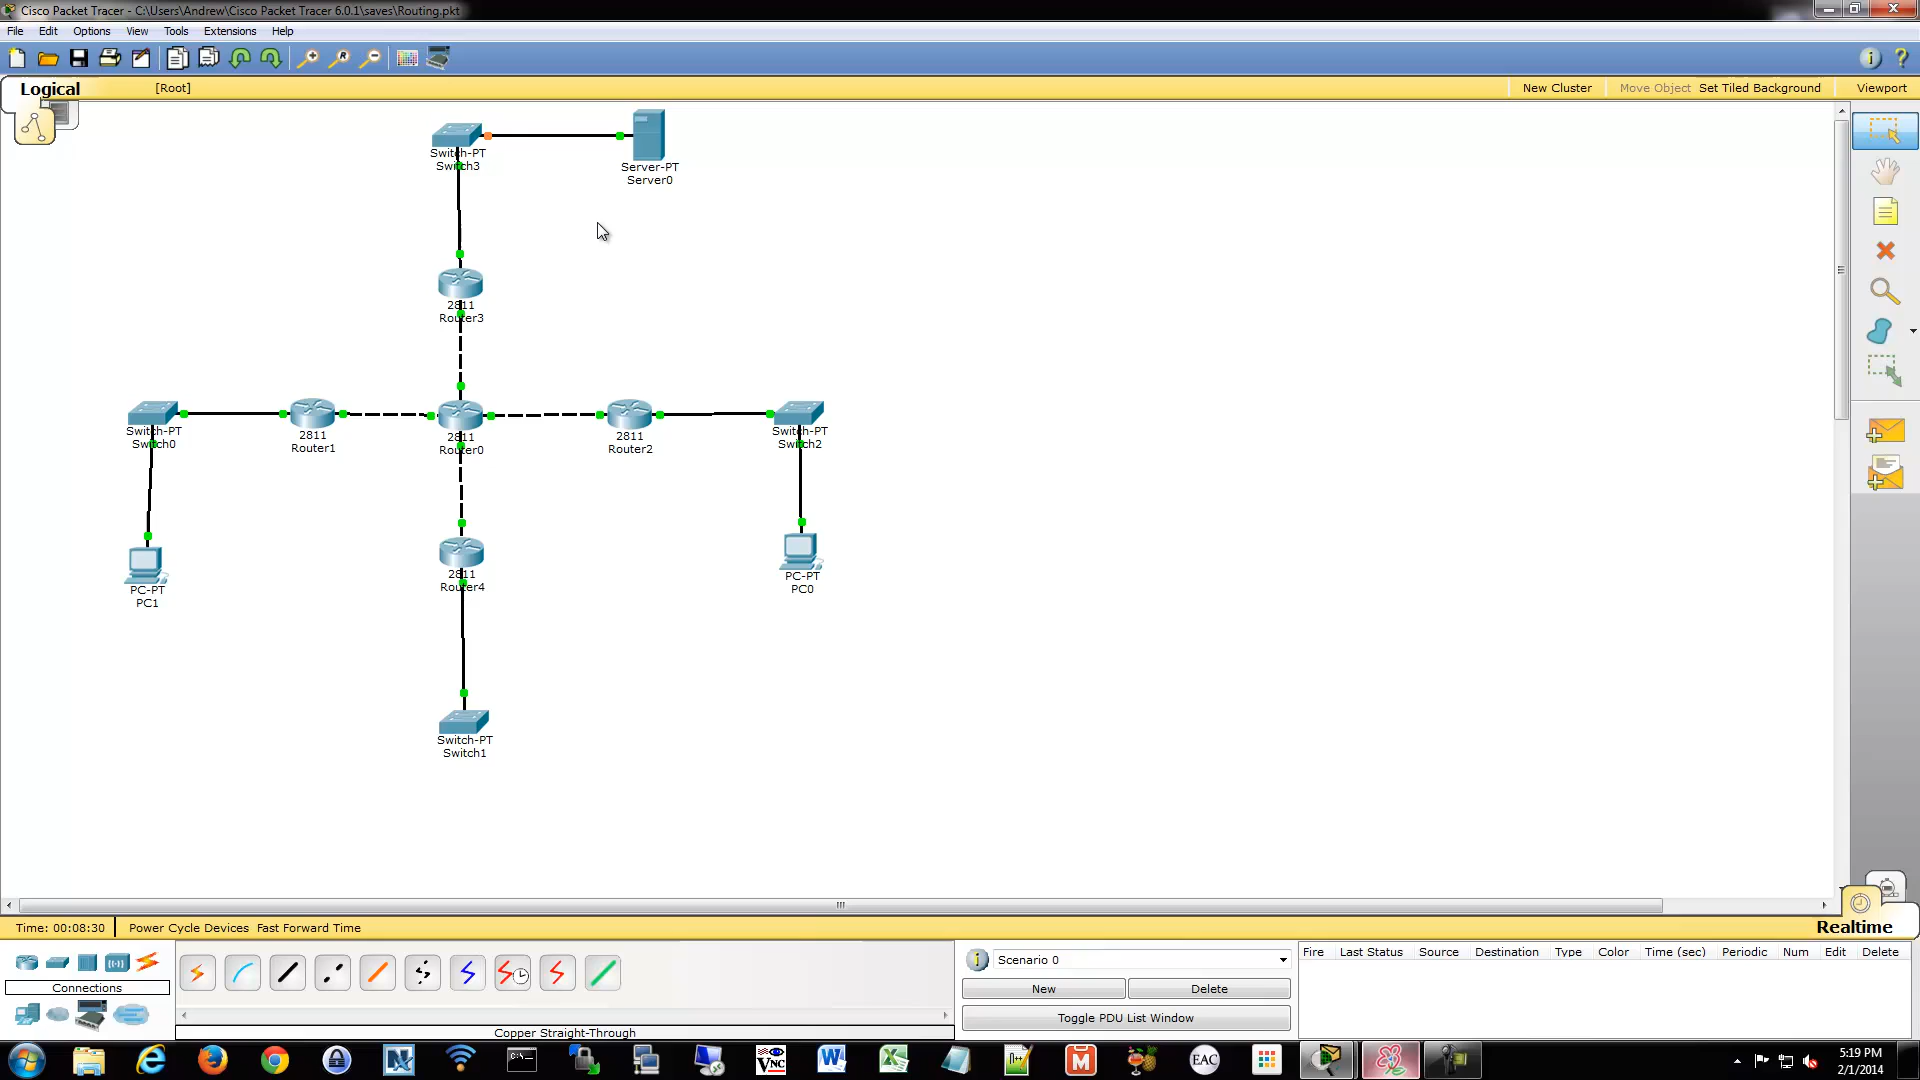 Cisco Packet Tracer - C:\Users\Andrew\Cisco Packet Tracer 6.0.1\saves\Routing.pkt
File Edit Options View Tools Extensions Help
Logical [Root] New Cluster Move Object Set Tiled Background Viewport
Switch-PT
Switch3
Server-PT
Server0
2811
Router3
Switch-PT
Switch0
2811
Router1
2811
Router0
2811
Router2
Switch-PT
Switch2
PC-PT
PC1
2811
Router4
PC-PT
PC0
Switch-PT
Switch1
Time: 00:08:30 Power Cycle Devices Fast Forward Time Realtime
Connections
Copper Straight-Through
Scenario 0
New Delete
Toggle PDU List Window
Fire Last Status Source Destination Type Color Time (sec) Periodic Num Edit Delete
VNC
EAC
5:19 PM
2/1/2014